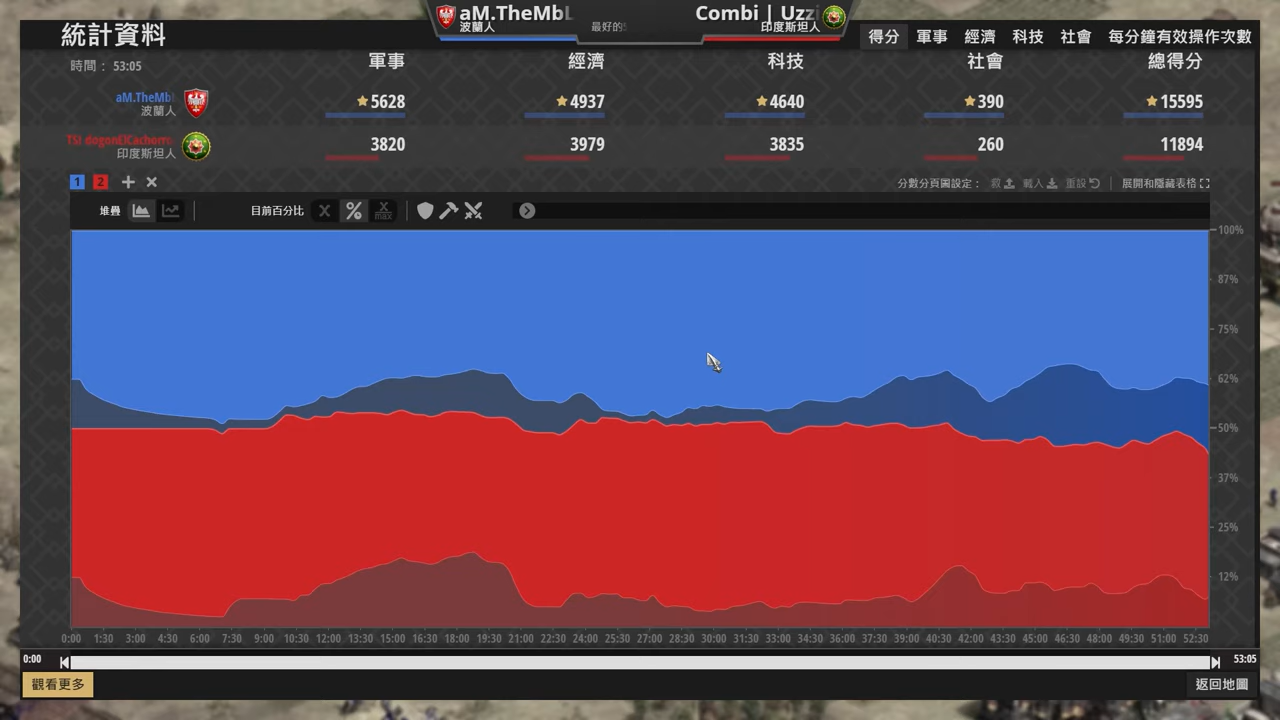 aM.TheMbL
波蘭人
最好的
Combi | Uzzi
印度斯坦人
統計資料
得分 軍事 經濟 科技 社會 每分鐘有效操作次數
時間： 53:05
軍事 經濟 科技 社會 總得分
aM.TheMb
波蘭人
5628 4937 4640 390 15595
印度斯坦人
3820 3979 3835 260 11894
1 2 + ×
分數分頁圖設定： 載入 重設 展開和隱藏表格
堆疊 目前百分比 X % X max
100%
87%
75%
62%
50%
37%
25%
12%
0:00 1:30 3:00 4:30 6:00 7:30 9:00 10:30 12:00 13:30 15:00 16:30 18:00 19:30 21:00 22:30 24:00 25:30 27:00 28:30 30:00 31:30 33:00 34:30 36:00 37:30 39:00 40:30 42:00 43:30 45:00 46:30 48:00 49:30 51:00 52:30
0:00 53:05
觀看更多 返回地圖